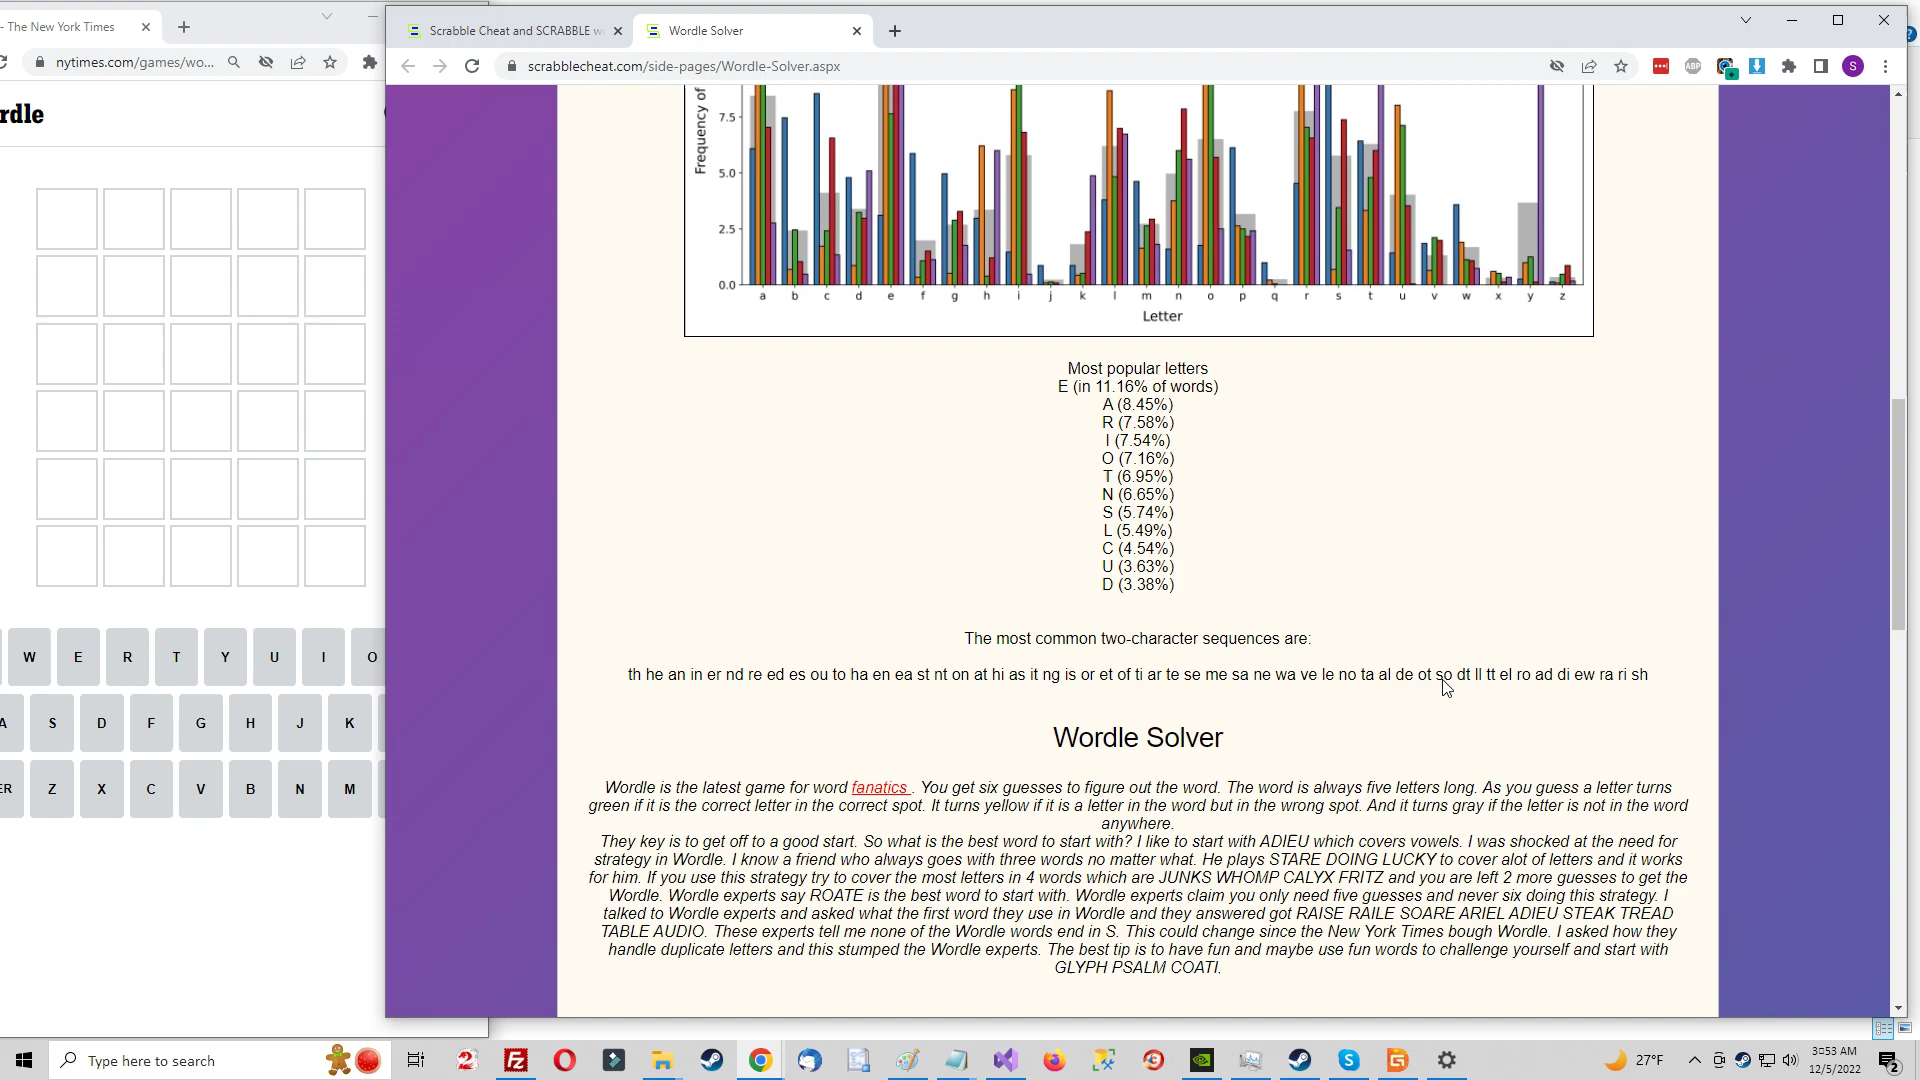 - The New York Times
nytimes.com/games/wo...
rdle
W E R T Y U I O
A S D F G H J K
ER Z X C V B N M
Scrabble Cheat and SCRABBLE w
Wordle Solver
scrabblecheat.com/side-pages/Wordle-Solver.aspx
ABP
S
Frequency of
7.5
5.0
2.5
0.0
a b c d e f g h i j k l m n o p q r s t u v w x y z
Letter
Most popular letters
E (in 11.16% of words)
A (8.45%)
R (7.58%)
I (7.54%)
O (7.16%)
T (6.95%)
N (6.65%)
S (5.74%)
L (5.49%)
C (4.54%)
U (3.63%)
D (3.38%)
The most common two-character sequences are:
th he an in er nd re ed es ou to ha en ea st nt on at hi as it ng is or et of ti ar te se me sa ne wa ve le no ta al de ot so dt ll tt el ro ad di ew ra ri sh
Wordle Solver
Wordle is the latest game for word fanatics . You get six guesses to figure out the word. The word is always five letters long. As you guess a letter turns
green if it is the correct letter in the correct spot. It turns yellow if it is a letter in the word but in the wrong spot. And it turns gray if the letter is not in the word
anywhere.
They key is to get off to a good start. So what is the best word to start with? I like to start with ADIEU which covers vowels. I was shocked at the need for
strategy in Wordle. I know a friend who always goes with three words no matter what. He plays STARE DOING LUCKY to cover alot of letters and it works
for him. If you use this strategy try to cover the most letters in 4 words which are JUNKS WHOMP CALYX FRITZ and you are left 2 more guesses to get the
Wordle. Wordle experts say ROATE is the best word to start with. Wordle experts claim you only need five guesses and never six doing this strategy. I
talked to Wordle experts and asked what the first word they use in Wordle and they answered got RAISE RAILE SOARE ARIEL ADIEU STEAK TREAD
TABLE AUDIO. These experts tell me none of the Wordle words end in S. This could change since the New York Times bough Wordle. I asked how they
handle duplicate letters and this stumped the Wordle experts. The best tip is to have fun and maybe use fun words to challenge yourself and start with
GLYPH PSALM COATI.
Type here to search
27°F
3:53 AM
12/5/2022
2